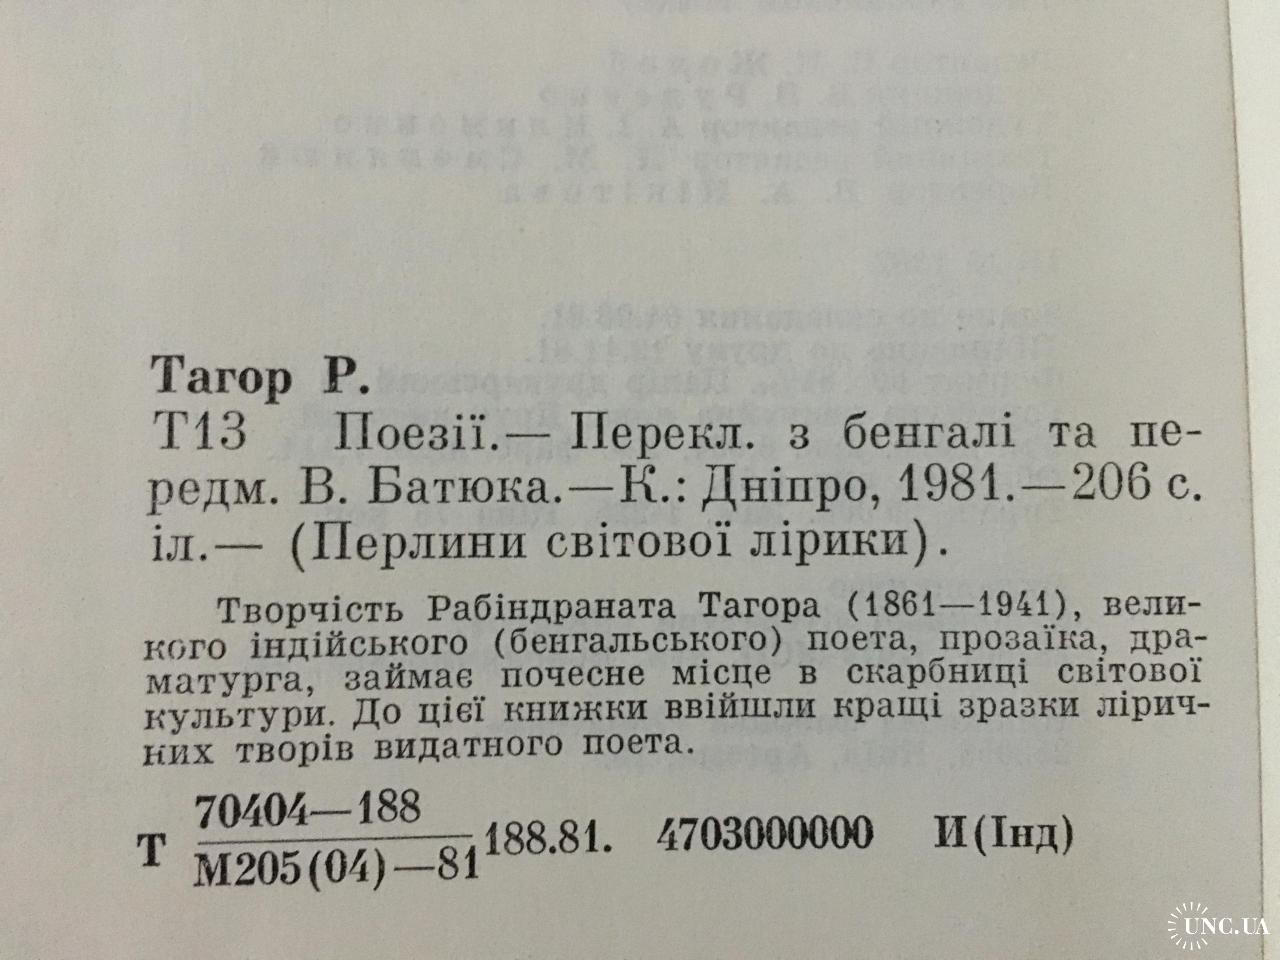 Тагор Р.
Т13 Поезії.— Перекл. з бенгалі та пе-
редм. В. Батюка.—К.: Дніпро, 1981.—206 с.
іл.— (Перлини світової лірики).
Творчість Рабіндраната Тагора (1861—1941), вели-
кого індійського (бенгальського) поета, прозаїка, дра-
матурга, займає почесне місце в скарбниці світової
культури. До цієї книжки ввійшли кращі зразки лірич-
них творів видатного поета.
70404—188
Т 188.81. 4703000000 И(Інд)
М205(04)—81
UNC.UA